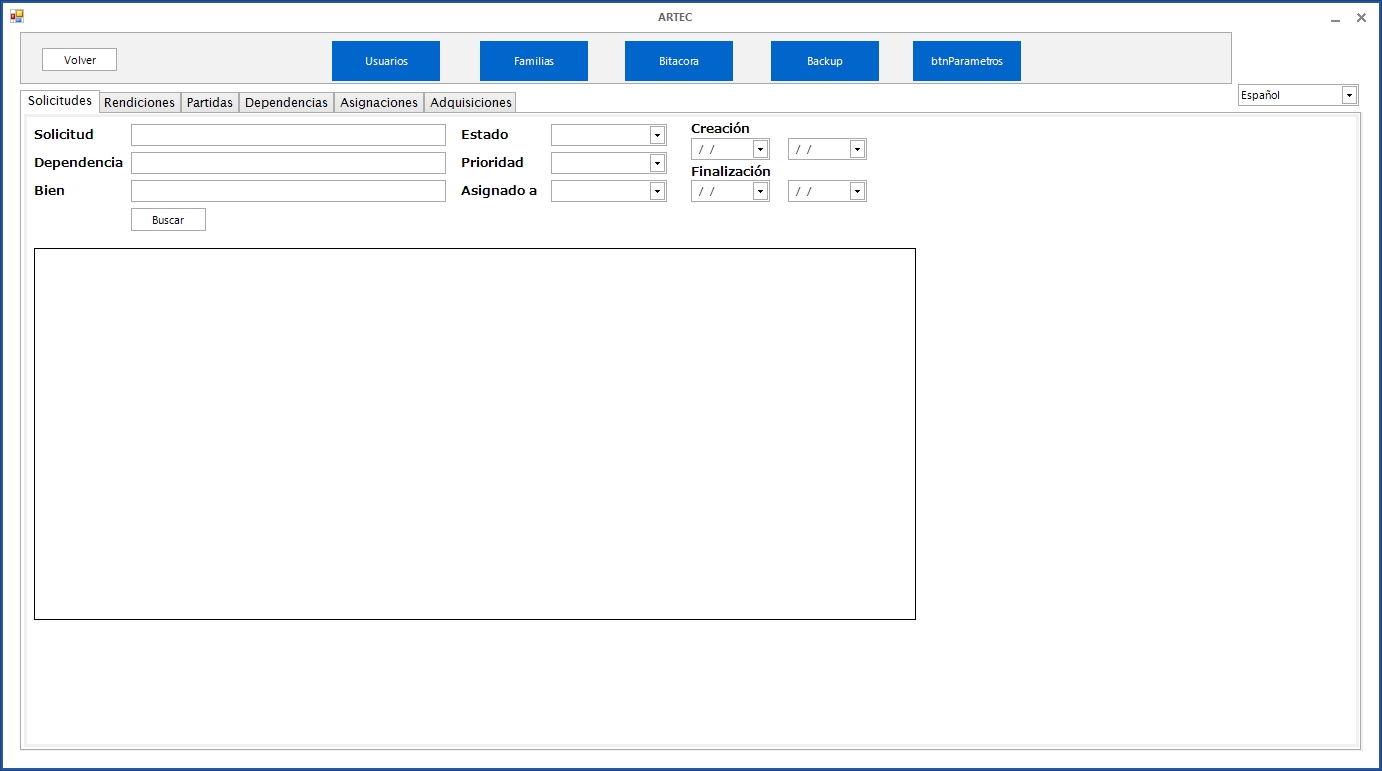 ARTEC
Volver Usuarios Familias Bitacora Backup btnParametros
Español
Solicitudes Rendiciones Partidas Dependencias Asignaciones Adquisiciones
Solicitud Estado Creación
/ / / /
Dependencia Prioridad Finalización
Bien Asignado a / / / /
Buscar